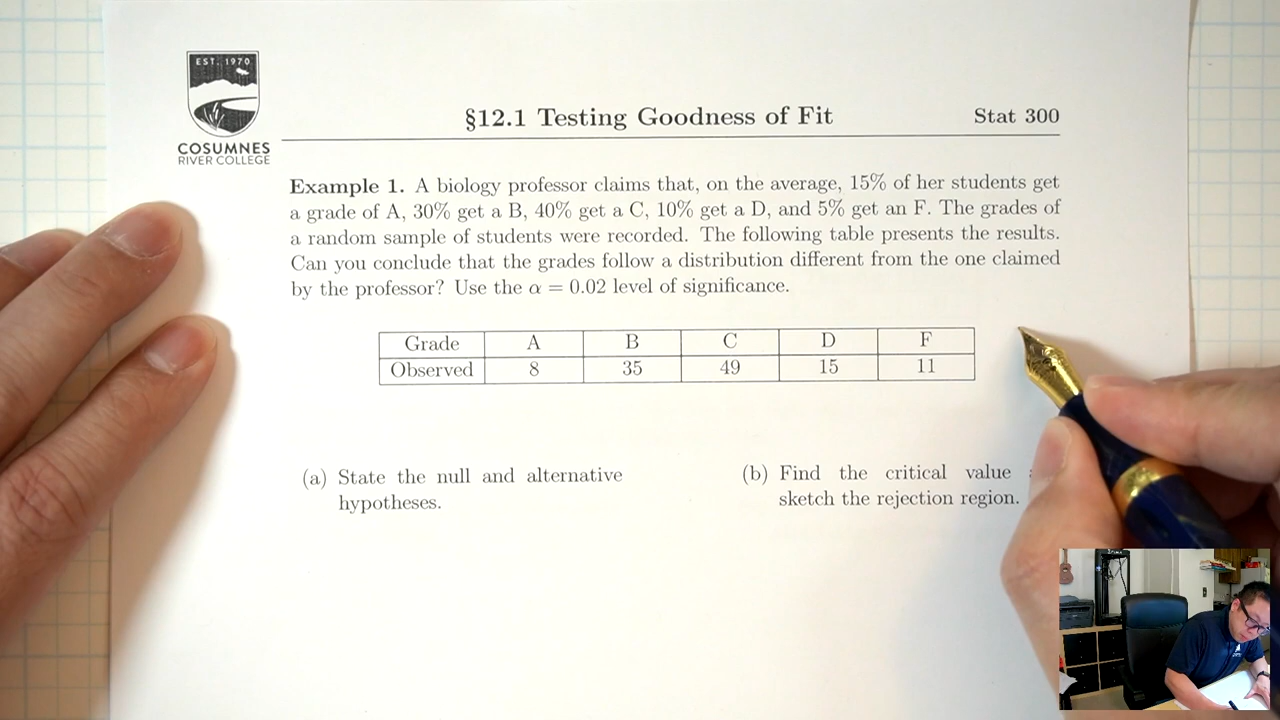 EST. 1970
COSUMNES
RIVER COLLEGE
§12.1 Testing Goodness of Fit Stat 300
Example 1. A biology professor claims that, on the average, 15% of her students get
a grade of A, 30% get a B, 40% get a C, 10% get a D, and 5% get an F. The grades of
a random sample of students were recorded. The following table presents the results.
Can you conclude that the grades follow a distribution different from the one claimed
by the professor? Use the α = 0.02 level of significance.
Grade A B C D F
Observed 8 35 49 15 11
(a) State the null and alternative
hypotheses.
(b) Find the critical value
sketch the rejection region.